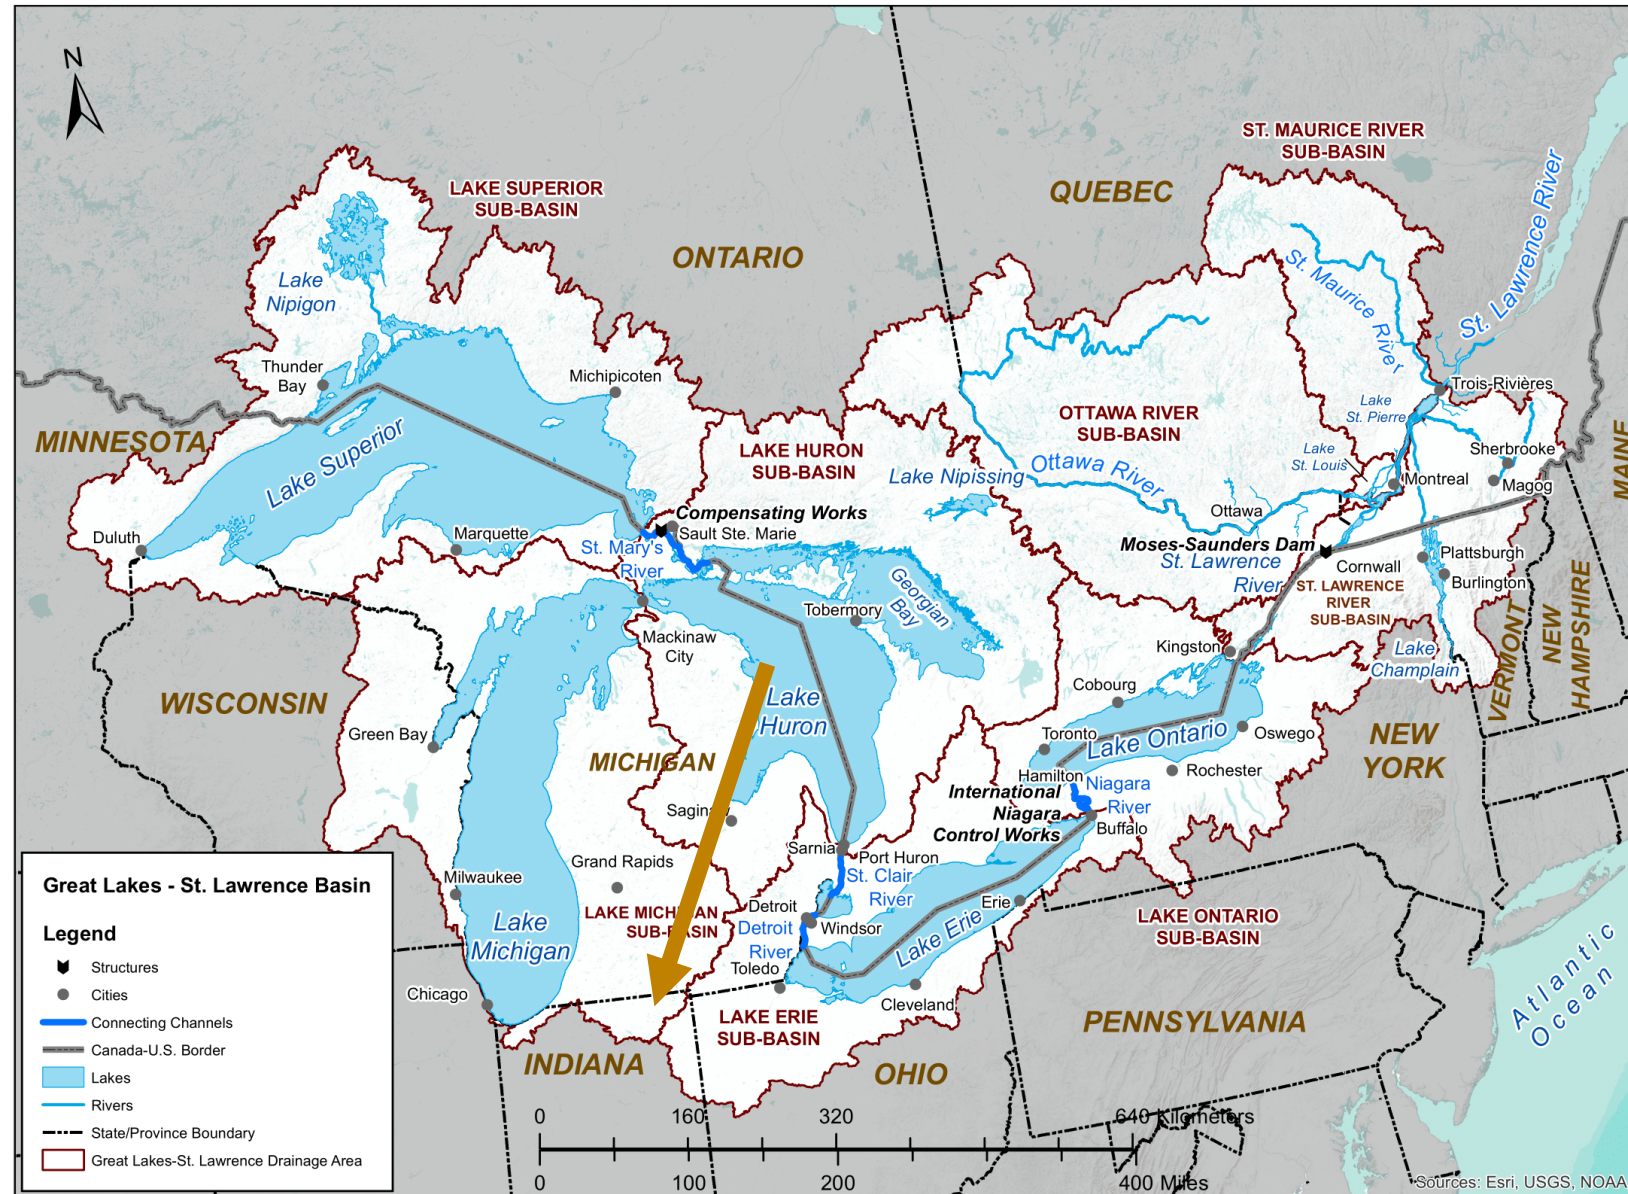 N
ST. MAURICE RIVER
SUB-BASIN
QUEBEC
LAKE SUPERIOR
SUB-BASIN
ONTARIO
St. Lawrence River
St. Maurice River
Lake
Nipigon
Thunder
Bay
Michipicoten
Trois-Rivières
Lake
St. Pierre
OTTAWA RIVER
SUB-BASIN
MINNESOTA
MAINE
Lake Superior
LAKE HURON
SUB-BASIN
Lake
St. Louis
Sherbrooke
Ottawa River
Lake Nipissing
Montreal
Magog
Ottawa
Compensating Works
Sault Ste. Marie
Duluth
Marquette
St. Mary's
River
Moses-Saunders Dam
St. Lawrence
River
Plattsburgh
Cornwall
Burlington
ST. LAWRENCE
RIVER
SUB-BASIN
Georgian
Bay
Tobermory
Mackinaw
City
Kingston
Lake
Champlain
VERMONT
NEW
HAMPSHIRE
WISCONSIN
Lake
Huron
Cobourg
Green Bay
Toronto
Lake Ontario
Oswego
NEW
YORK
MICHIGAN
Hamilton
Niagara
River
Rochester
International
Niagara
Control Works
Buffalo
Sagina
Sarnia
Port Huron
St. Clair
River
Grand Rapids
Milwaukee
Detroit
Windsor
Detroit
River
Erie
LAKE MICHIGAN
SUB-BASIN
Lake
Michigan
Lake Erie
LAKE ONTARIO
SUB-BASIN
Toledo
Chicago
Cleveland
Atlantic
Ocean
LAKE ERIE
SUB-BASIN
PENNSYLVANIA
INDIANA
OHIO
Great Lakes - St. Lawrence Basin
Legend
Structures
Cities
Connecting Channels
Canada-U.S. Border
Lakes
Rivers
State/Province Boundary
Great Lakes-St. Lawrence Drainage Area
0 160 320 640 Kilometers
0 100 200 400 Miles
Sources: Esri, USGS, NOAA